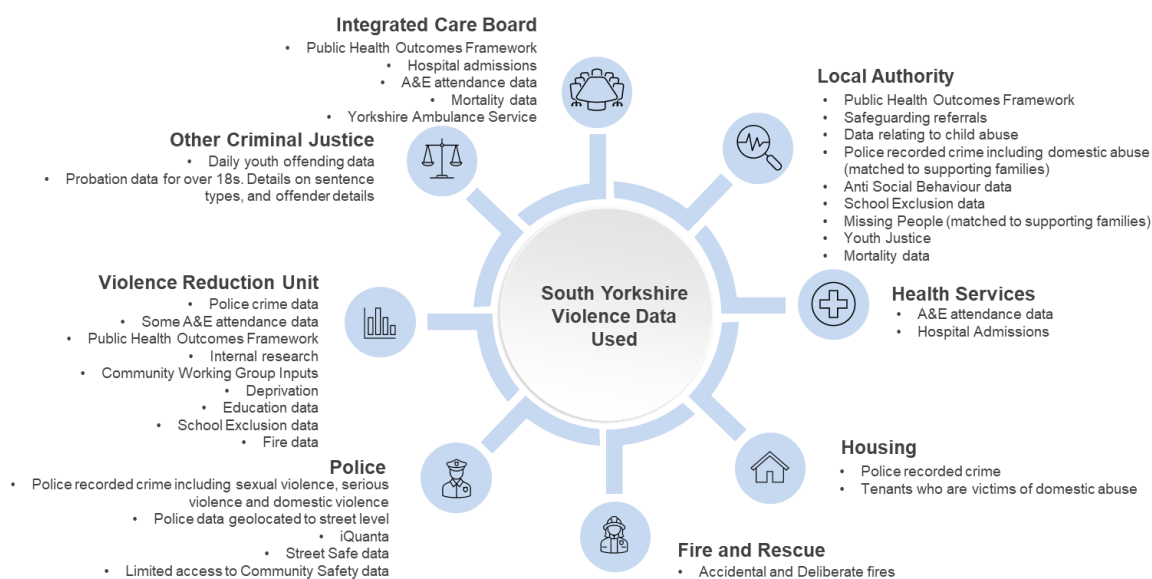 Integrated Care Board
• Public Health Outcomes Framework
• Hospital admissions
• A&E attendance data
• Mortality data
• Yorkshire Ambulance Service
Other Criminal Justice
• Daily youth offending data
• Probation data for over 18s. Details on sentence
types, and offender details
Violence Reduction Unit
• Police crime data
• Some A&E attendance data
• Public Health Outcomes Framework
• Internal research
• Community Working Group Inputs
• Deprivation
• Education data
• School Exclusion data
• Fire data
Police
• Police recorded crime including sexual violence, serious
violence and domestic violence
• Police data geolocated to street level
• iQuanta
• Street Safe data
• Limited access to Community Safety data
South Yorkshire
Violence Data
Used
Local Authority
• Public Health Outcomes Framework
• Safeguarding referrals
• Data relating to child abuse
• Police recorded crime including domestic abuse
(matched to supporting families)
• Anti Social Behaviour data
• School Exclusion data
• Missing People (matched to supporting families)
• Youth Justice
• Mortality data
Health Services
• A&E attendance data
• Hospital Admissions
Housing
• Police recorded crime
• Tenants who are victims of domestic abuse
Fire and Rescue
• Accidental and Deliberate fires